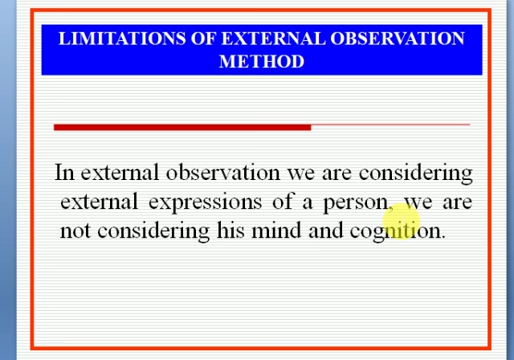 LIMITATIONS OF EXTERNAL OBSERVATION
METHOD
In external observation we are considering
external expressions of a person, we are
not considering his mind and cognition.